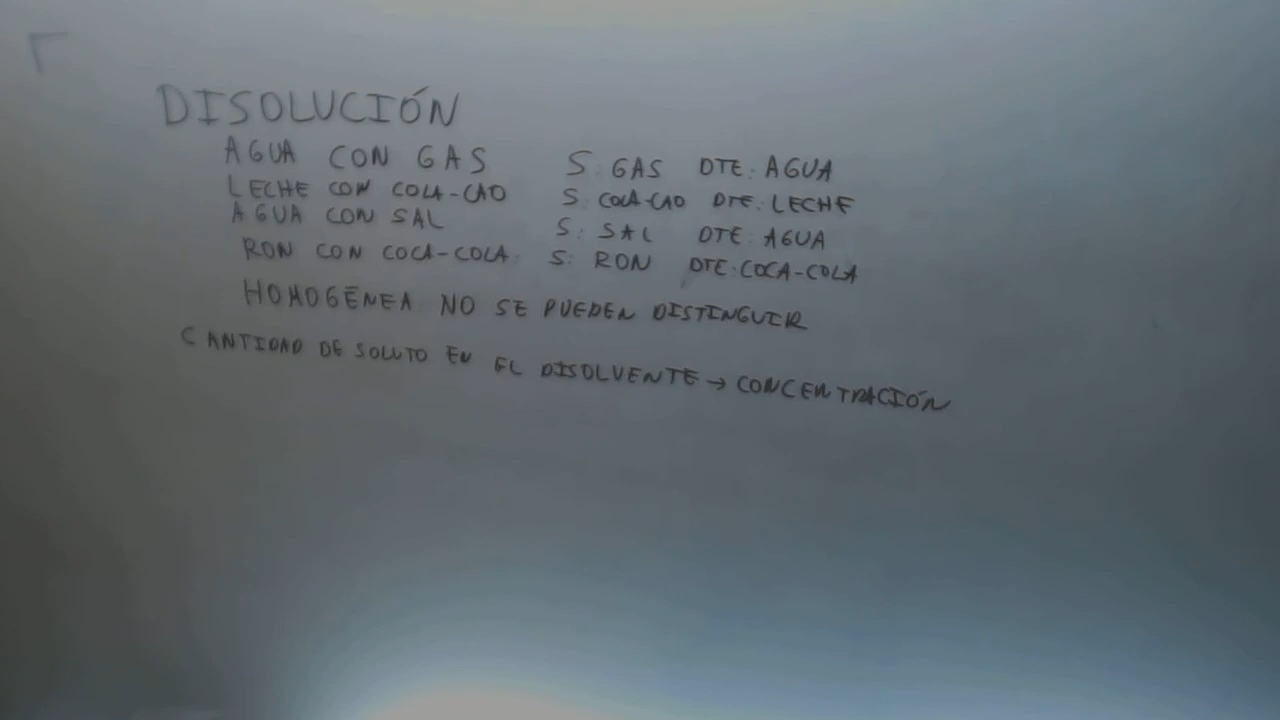 DISOLUCIÓN
AGUA CON GAS S: GAS DTE: AGUA
LECHE CON COLA-CAO S: COLA-CAO DTE: LECHE
AGUA CON SAL S: SAL DTE: AGUA
RON CON COCA-COLA: S: RON DTE: COCA-COLA
HOMOGÉNEA NO SE PUEDEN DISTINGUIR
CANTIDAD DE SOLUTO EN EL DISOLVENTE → CONCENTRACIÓN